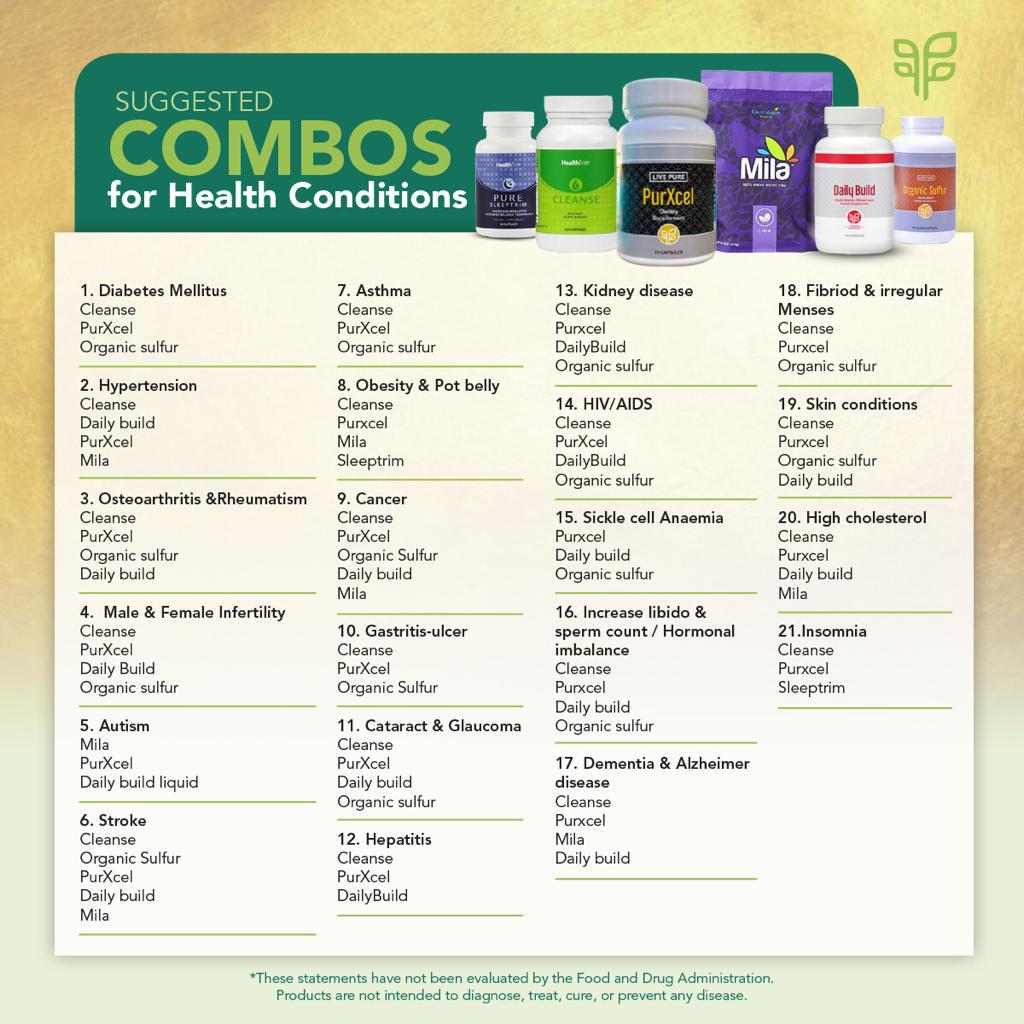 SUGGESTED
COMBOS
for Health Conditions
PURE
SLEEPTRIM
CLEANSE
LIVE PURE
PurXcel
Dietary
Supplement
Mila
Daily Build
Organic Sulfur
1. Diabetes Mellitus
Cleanse
PurXcel
Organic sulfur
2. Hypertension
Cleanse
Daily build
PurXcel
Mila
3. Osteoarthritis &Rheumatism
Cleanse
PurXcel
Organic sulfur
Daily build
4. Male & Female Infertility
Cleanse
PurXcel
Daily Build
Organic sulfur
5. Autism
Mila
PurXcel
Daily build liquid
6. Stroke
Cleanse
Organic Sulfur
PurXcel
Daily build
Mila
7. Asthma
Cleanse
PurXcel
Organic sulfur
8. Obesity & Pot belly
Cleanse
Purxcel
Mila
Sleeptrim
9. Cancer
Cleanse
PurXcel
Organic Sulfur
Daily build
Mila
10. Gastritis-ulcer
Cleanse
PurXcel
Organic Sulfur
11. Cataract & Glaucoma
Cleanse
PurXcel
Daily build
Organic sulfur
12. Hepatitis
Cleanse
PurXcel
DailyBuild
13. Kidney disease
Cleanse
Purxcel
DailyBuild
Organic sulfur
14. HIV/AIDS
Cleanse
PurXcel
DailyBuild
Organic sulfur
15. Sickle cell Anaemia
Purxcel
Daily build
Organic sulfur
16. Increase libido &
sperm count / Hormonal
imbalance
Cleanse
Purxcel
Daily build
Organic sulfur
17. Dementia & Alzheimer
disease
Cleanse
Purxcel
Mila
Daily build
18. Fibriod & irregular
Menses
Cleanse
Purxcel
Organic sulfur
19. Skin conditions
Cleanse
Purxcel
Organic sulfur
Daily build
20. High cholesterol
Cleanse
Purxcel
Daily build
Mila
21.Insomnia
Cleanse
Purxcel
Sleeptrim
*These statements have not been evaluated by the Food and Drug Administration.
Products are not intended to diagnose, treat, cure, or prevent any disease.